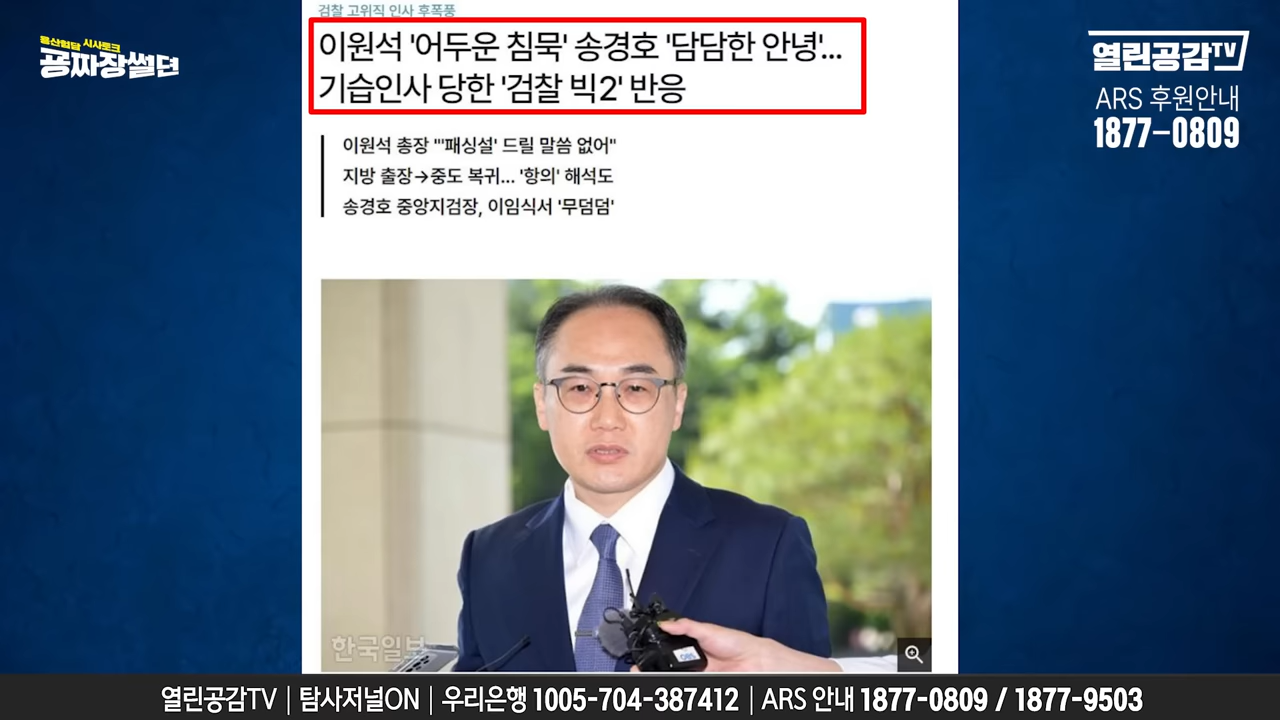 용산협담 시사토크
공짜장썰뎐
검찰 고위직 인사 후폭풍
이원석 '어두운 침묵' 송경호 '담담한 안녕'...
기습인사 당한 '검찰 빅2' 반응
이원석 총장 "'패싱설' 드릴 말씀 없어"
지방 출장→중도 복귀... '항의' 해석도
송경호 중앙지검장, 이임식서 '무덤덤'
열린공감TV
ARS 후원안내
1877-0809
한국일보
OBS
열린공감TV | 탐사저널ON | 우리은행 1005-704-387412 | ARS 안내 1877-0809 / 1877-9503